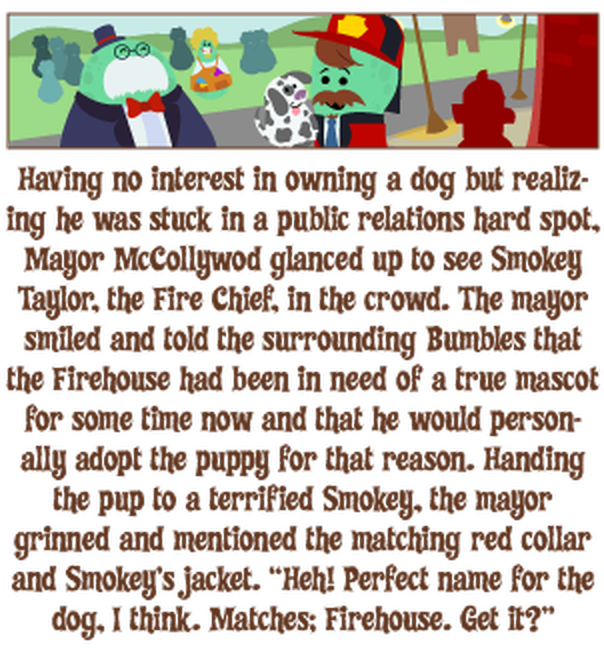 Having no interest in owning a dog but realiz-
ing he was stuck in a public relations hard spot,
Mayor McCollywod glanced up to see Smokey
Taylor, the Fire Chief, in the crowd. The mayor
smiled and told the surrounding Bumbles that
the Firehouse had been in need of a true mascot
for some time now and that he would person-
ally adopt the puppy for that reason. Handing
the pup to a terrified Smokey, the mayor
grinned and mentioned the matching red collar
and Smokey's jacket. “Heh! Perfect name for the
dog, I think. Matches; Firehouse. Get it?”